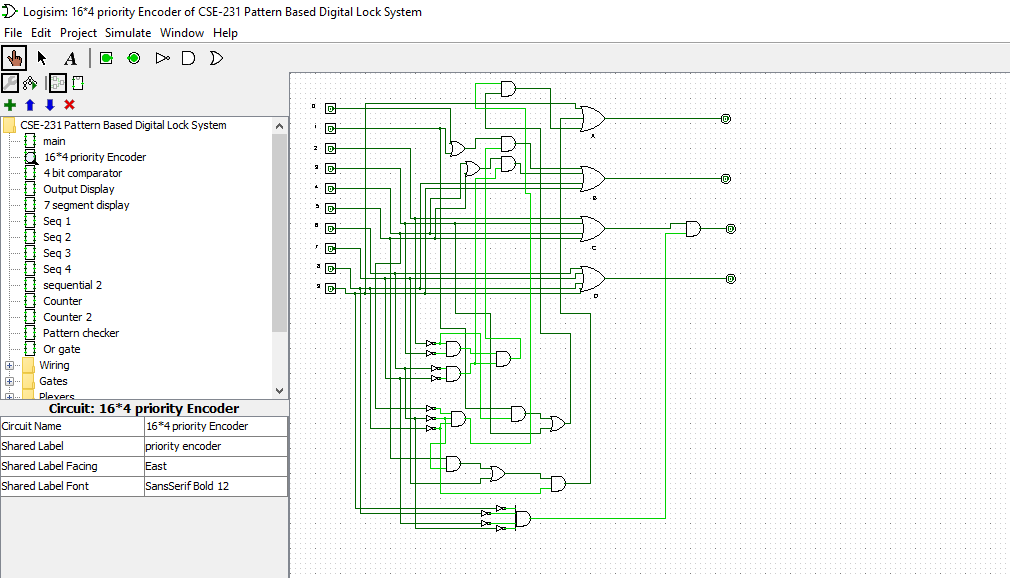 Logisim: 16*4 priority Encoder of CSE-231 Pattern Based Digital Lock System
File Edit Project Simulate Window Help
A
CSE-231 Pattern Based Digital Lock System
main
16*4 priority Encoder
4 bit comparator
Output Display
7 segment display
Seq 1
Seq 2
Seq 3
Seq 4
sequential 2
Counter
Counter 2
Pattern checker
Or gate
Wiring
Gates
Plexers
Circuit: 16*4 priority Encoder
Circuit Name 16*4 priority Encoder
Shared Label priority encoder
Shared Label Facing East
Shared Label Font SansSerif Bold 12
0
1
2
3
4
5
6
7
8
9
A
B
C
D